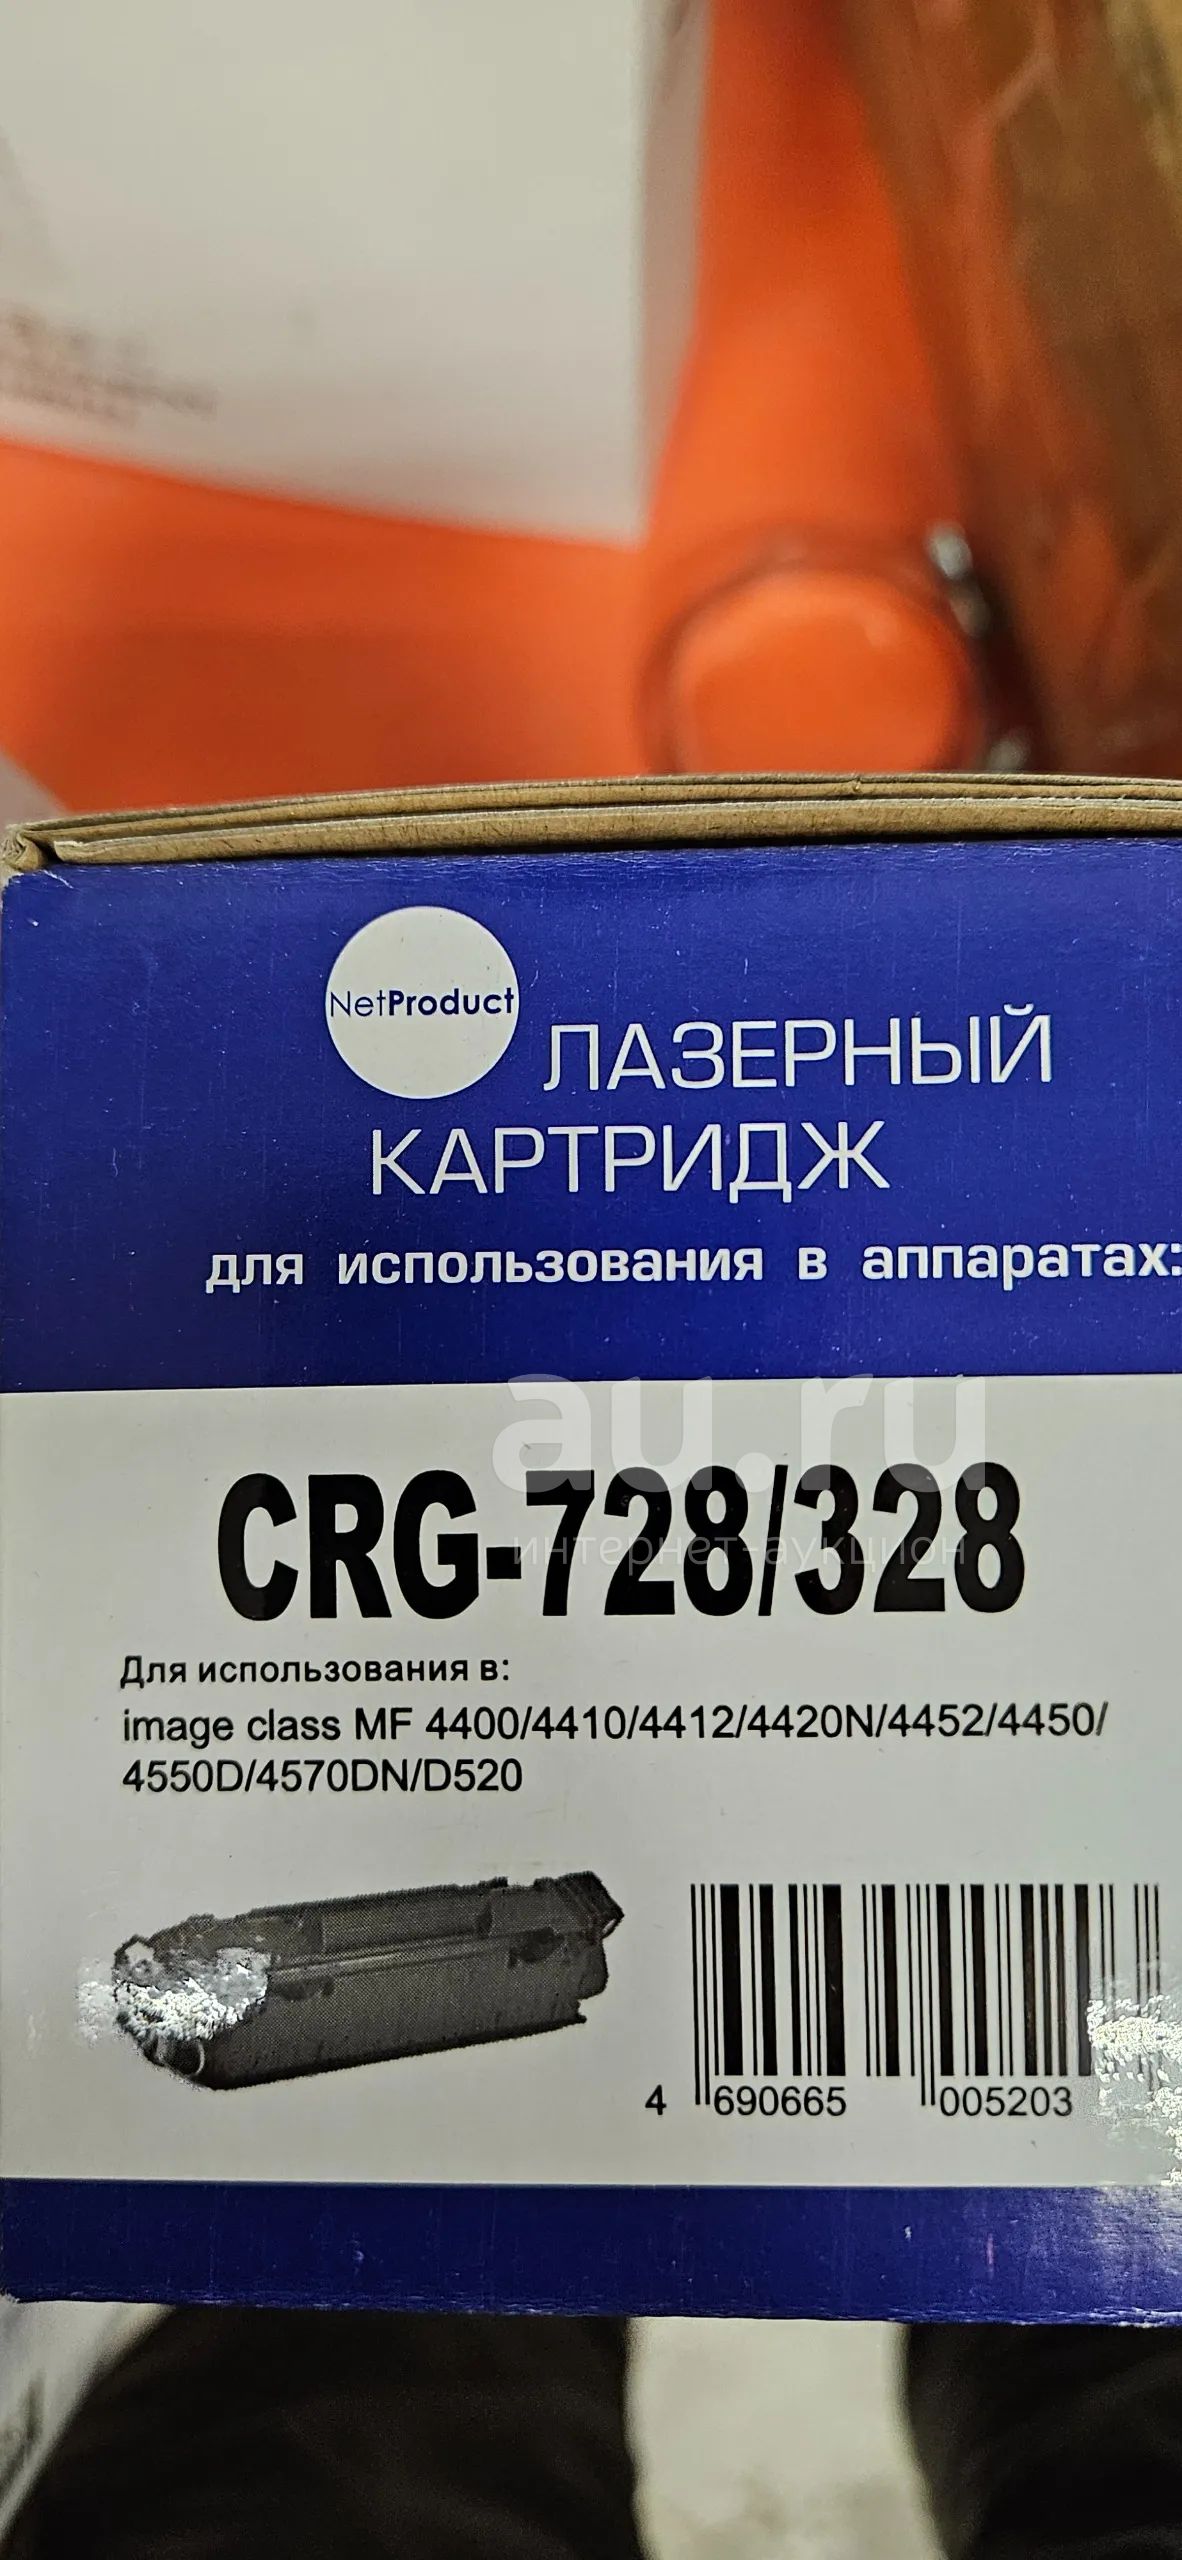 NetProduct
ЛАЗЕРНЫЙ
КАРТРИДЖ
для использования в аппаратах:
au.ru
интернет-аукцион
CRG-728/328
Для использования в:
image class MF 4400/4410/4412/4420N/4452/4450/
4550D/4570DN/D520
4 690665 005203